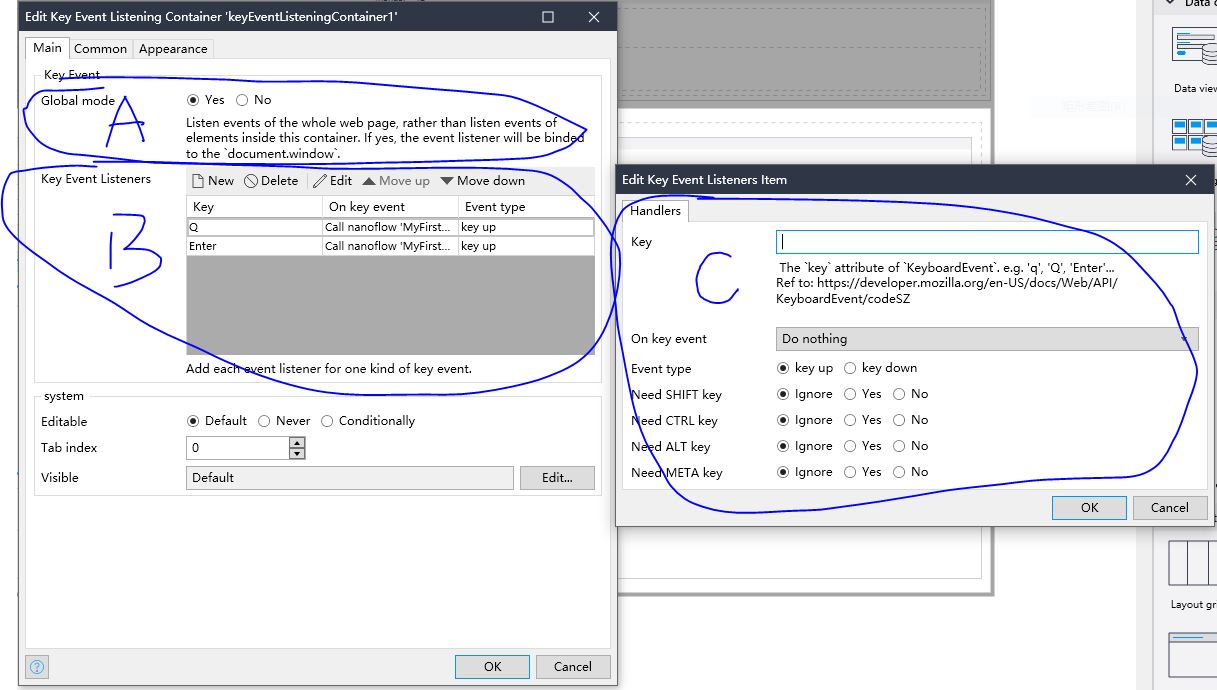 Edit Key Event Listening Container 'keyEventListeningContainer1'
Main
Common
Appearance
Key Event
Global mode
Yes
No
Listen events of the whole web page, rather than listen events of
elements inside this container. If yes, the event listener will be binded
to the `document.window`.
A
Key Event Listeners
New
Delete
Edit
Move up
Move down
Key
On key event
Event type
Q
Call nanoflow 'MyFirst...
key up
Enter
Call nanoflow 'MyFirst...
key up
B
Add each event listener for one kind of key event.
system
Editable
Default
Never
Conditionally
Tab index
0
Visible
Default
Edit...
?
OK
Cancel
Edit Key Event Listeners Item
Handlers
Key
The `key` attribute of `KeyboardEvent`. e.g. 'q', 'Q', 'Enter'...
Ref to: https://developer.mozilla.org/en-US/docs/Web/API/
KeyboardEvent/codeSZ
C
On key event
Do nothing
Event type
key up
key down
Need SHIFT key
Ignore
Yes
No
Need CTRL key
Ignore
Yes
No
Need ALT key
Ignore
Yes
No
Need META key
Ignore
Yes
No
OK
Cancel
Data
Data view
Layout